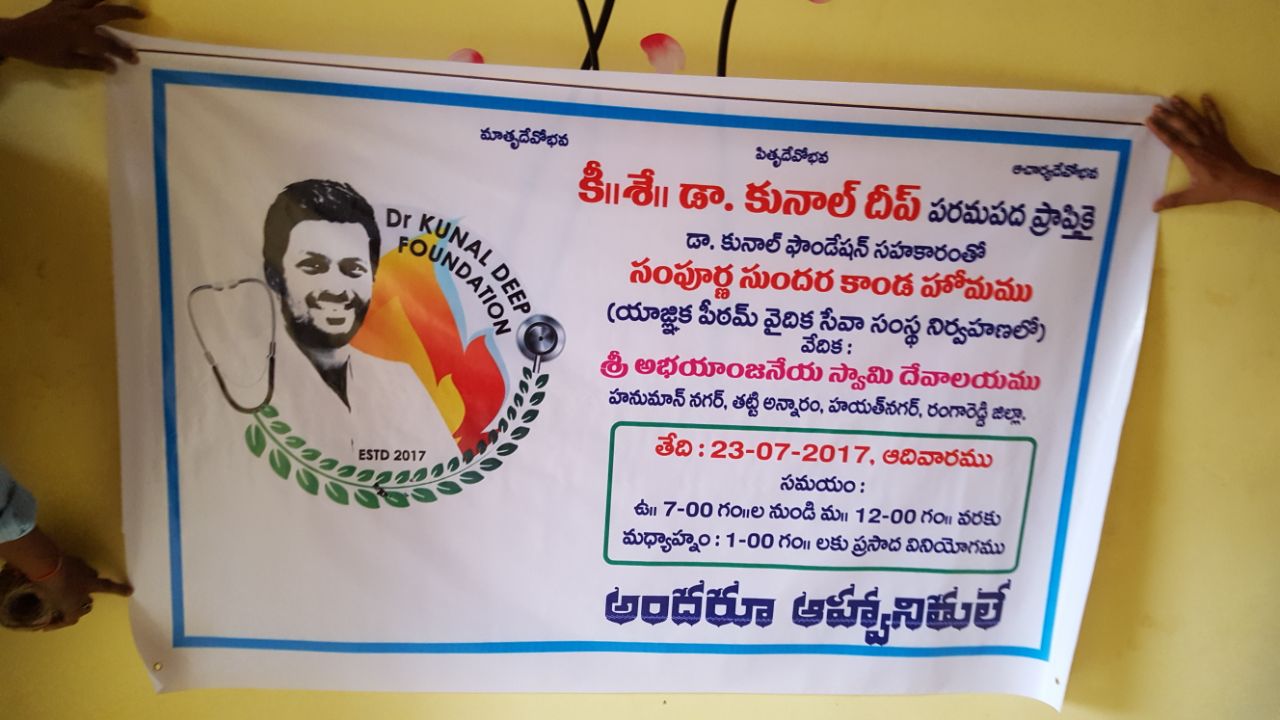 మాతృదేవోభవ పితృదేవోభవ ఆచార్యదేవోభవ
Dr KUNAL DEEP
FOUNDATION
ESTD 2017
కీ॥శే॥ డా. కునాల్ దీప్ పరమపద ప్రాప్తికై
డా. కునాల్ ఫౌండేషన్ సహకారంతో
సంపూర్ణ సుందర కాండ హోమము
(యాజ్ఞిక పీఠమ్ వైదిక సేవా సంస్థ నిర్వహణలో)
వేదిక :
శ్రీ అభయాంజనేయ స్వామి దేవాలయము
హనుమాన్ నగర్, తట్టి అన్నారం, హయత్‌నగర్, రంగారెడ్డి జిల్లా.
తేది : 23-07-2017, ఆదివారము
సమయం :
ఉ॥ 7-00 గం॥ల నుండి మ॥ 12-00 గం॥ వరకు
మధ్యాహ్నం : 1-00 గం॥ లకు ప్రసాద వినియోగము
అందరూ ఆహ్వానితులే